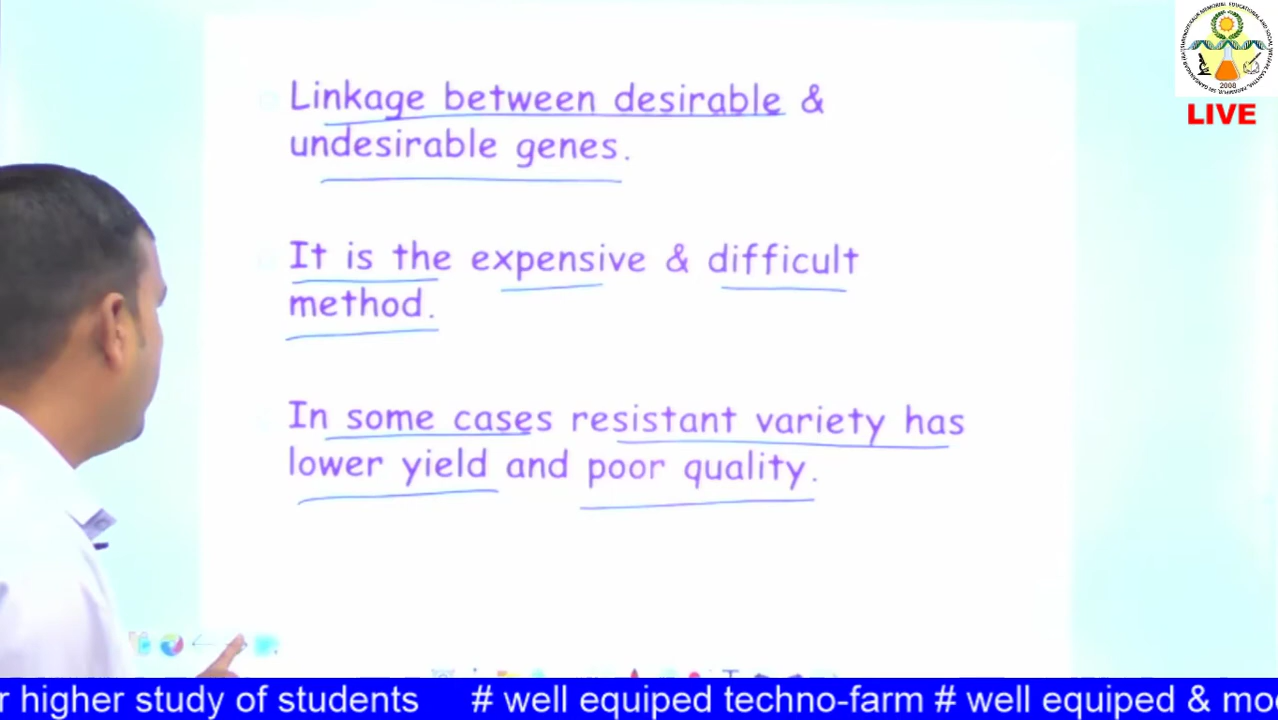 Linkage between desirable &
undesirable genes.
It is the expensive & difficult
method.
In some cases resistant variety has
lower yield and poor quality.
2008
LIVE
higher study of students # well equiped techno-farm # well equiped &